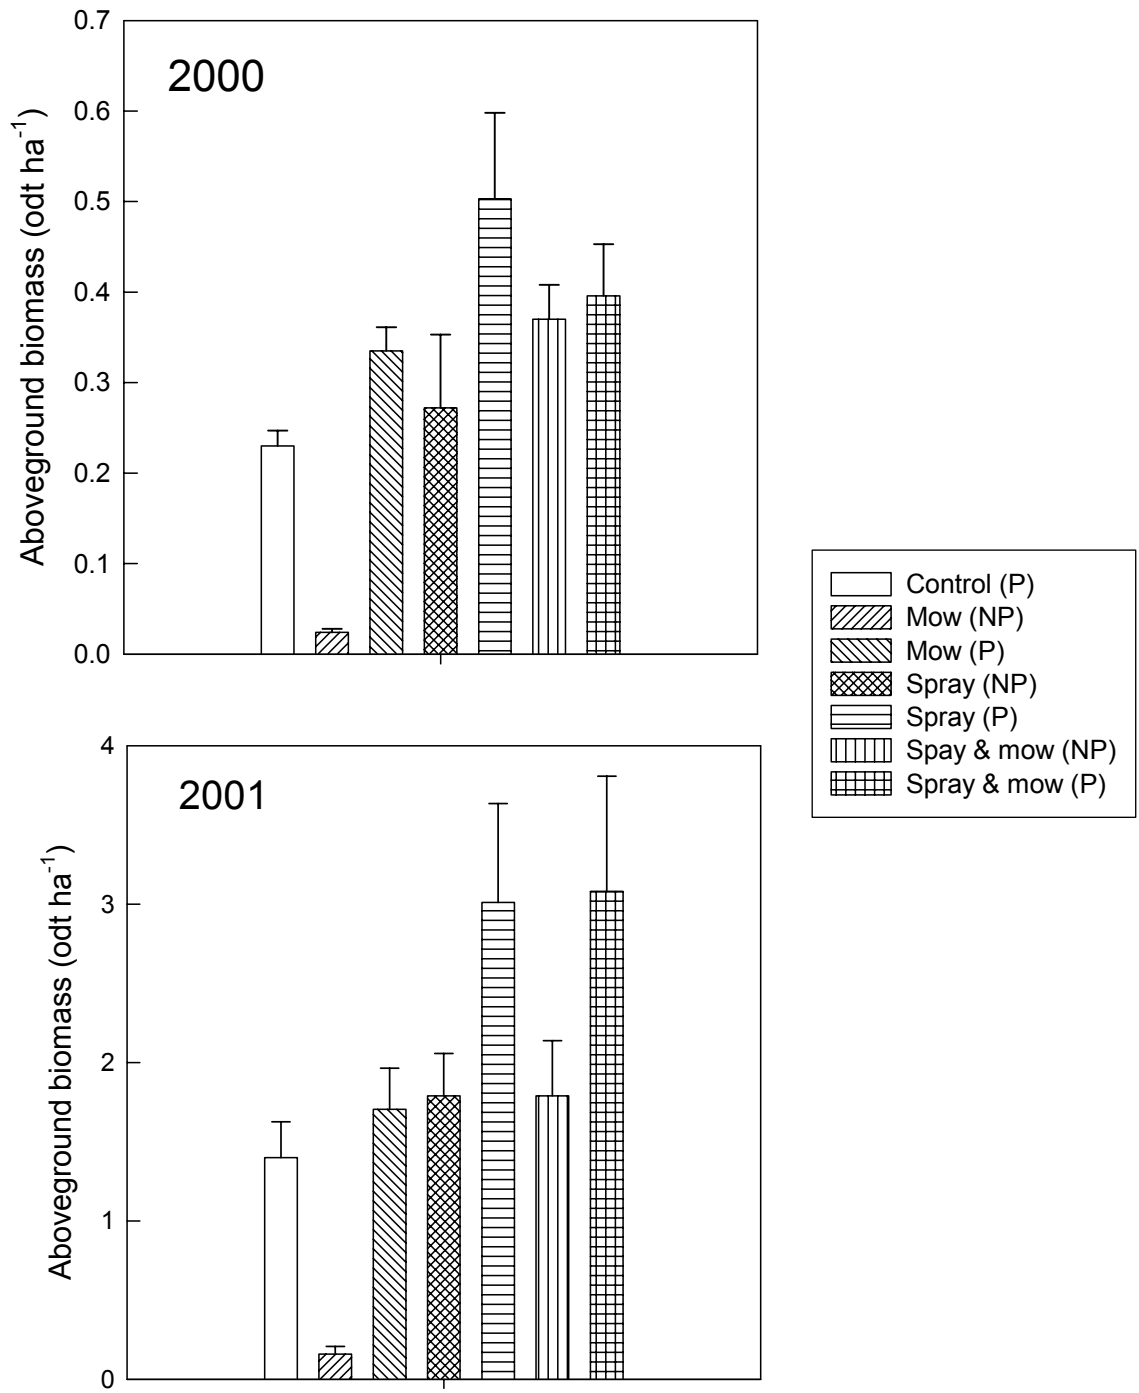 0.7
2000
0.6
0.5
0.4
0.3
0.2
0.1
0.0
Aboveground biomass (odt ha⁻¹)
Control (P)
Mow (NP)
Mow (P)
Spray (NP)
Spray (P)
Spay & mow (NP)
Spray & mow (P)
4
2001
3
2
1
0
Aboveground biomass (odt ha⁻¹)